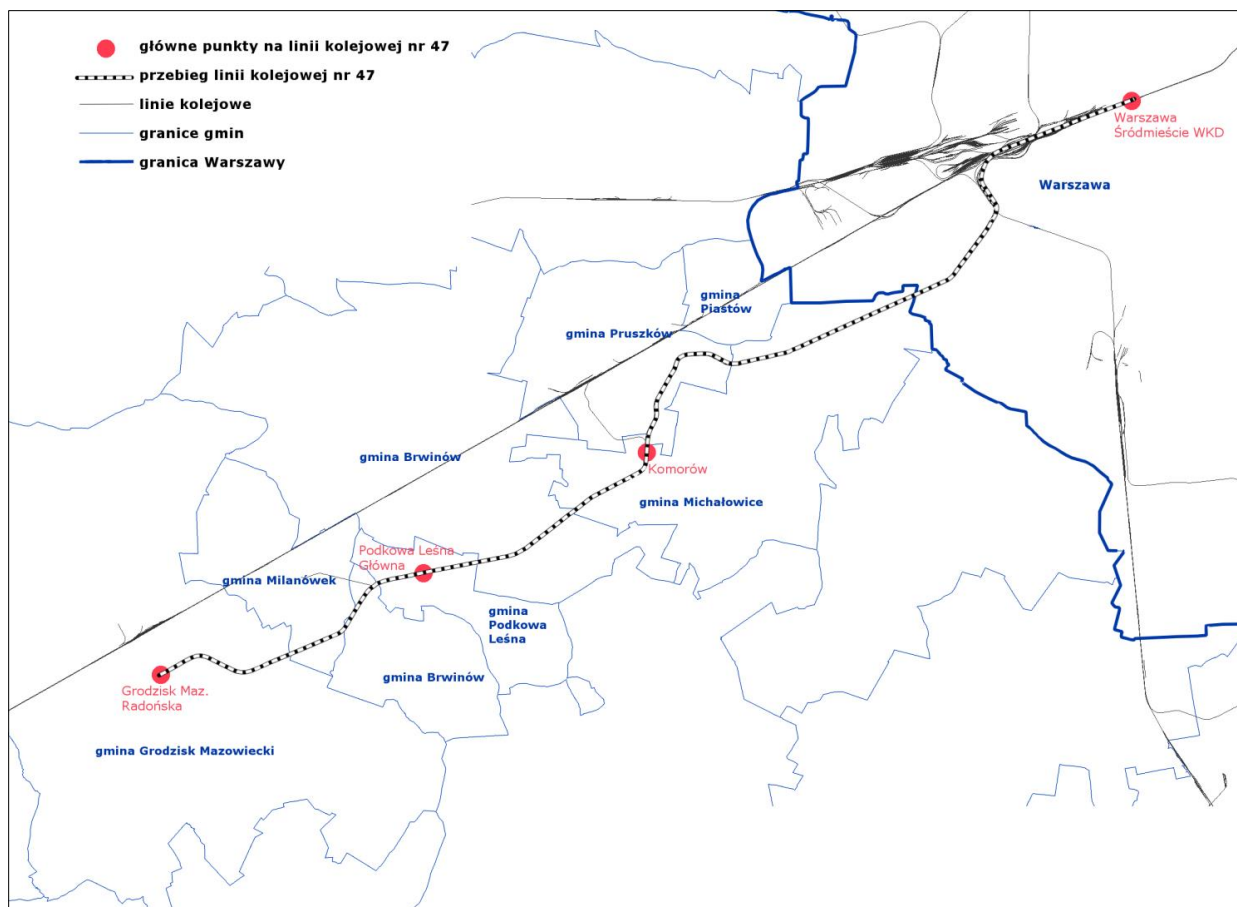 główne punkty na linii kolejowej nr 47
przebieg linii kolejowej nr 47
linie kolejowe
granice gmin
granica Warszawy
Warszawa
Śródmieście WKD
Warszawa
gmina
Piastów
gmina Pruszków
gmina Brwinów
Komorów
gmina Michałowice
Podkowa Leśna
Główna
gmina Milanówek
gmina
Podkowa
Leśna
gmina Brwinów
Grodzisk Maz.
Radońska
gmina Grodzisk Mazowiecki